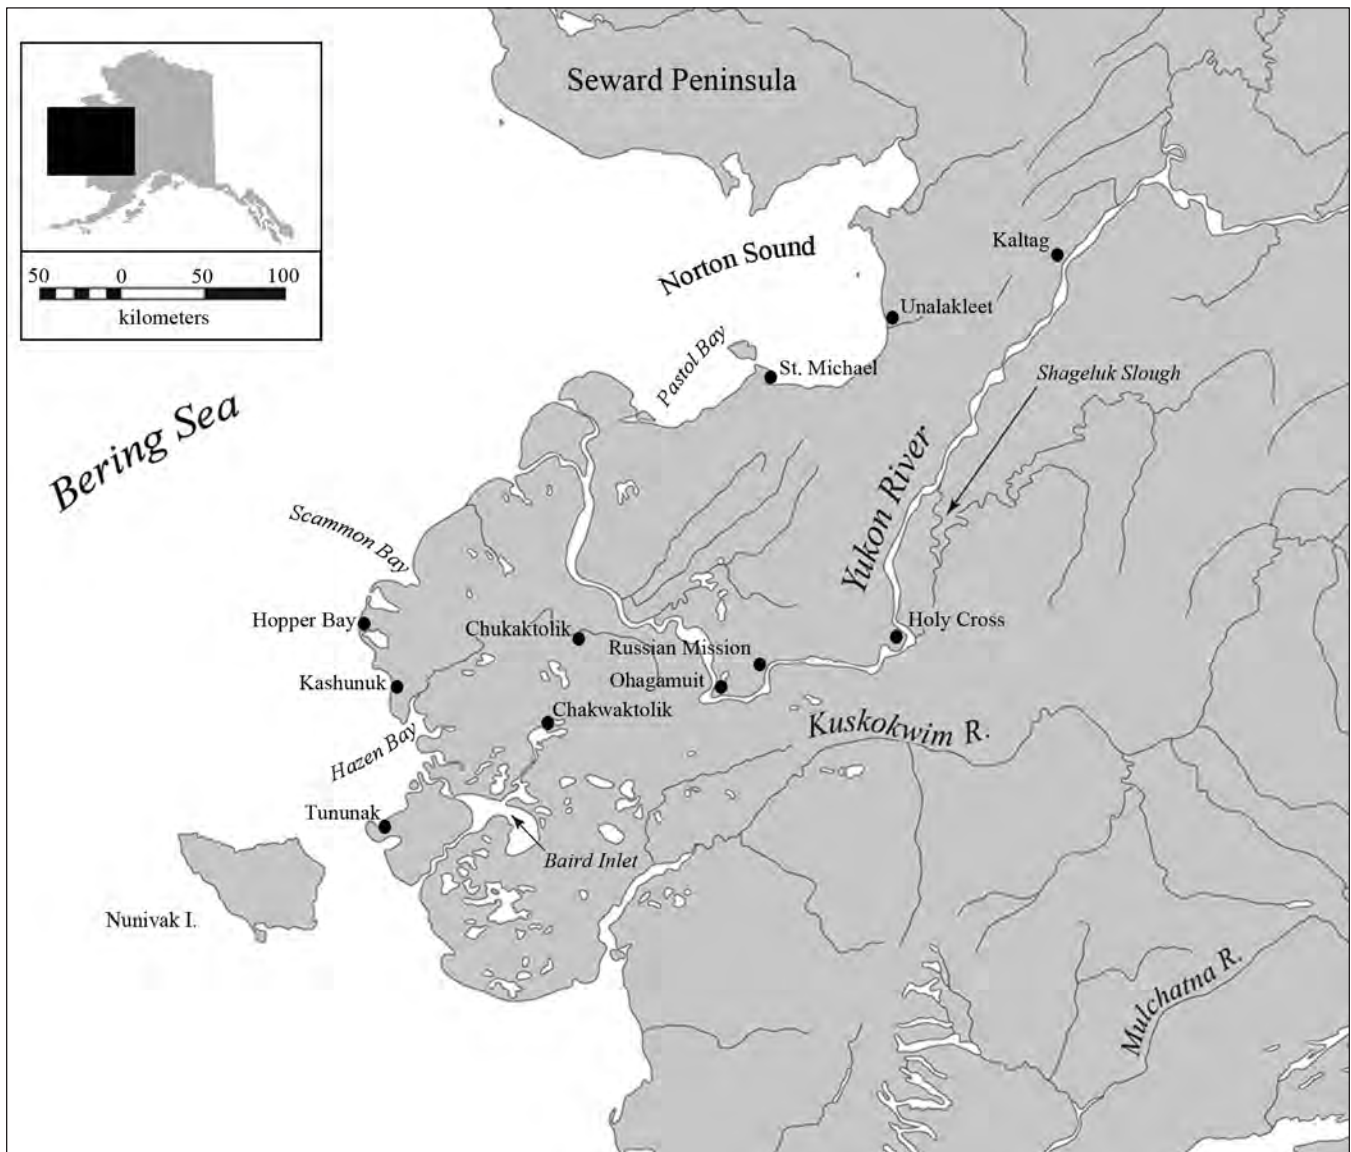 Seward Peninsula
50 0 50 100
kilometers
Norton Sound
Kaltag
Unalakleet
Pastol Bay
St. Michael
Shageluk Slough
Bering Sea
Yukon River
Scammon Bay
Hopper Bay
Chukaktolik
Holy Cross
Russian Mission
Kashunuk
Ohagamuit
Chakwaktolik
Kuskokwim R.
Hazen Bay
Tununak
Baird Inlet
Nunivak I.
Mulchatna R.